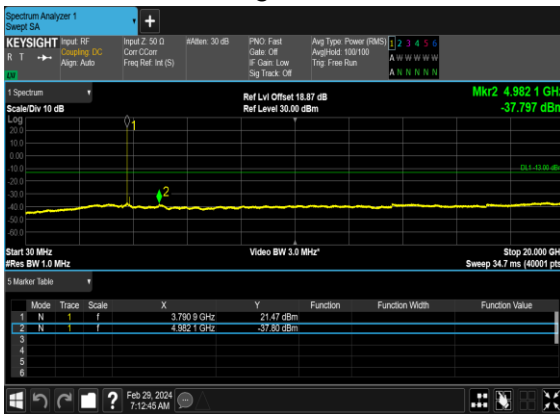 Spectrum Analyzer 1
Swept SA
KEYSIGHT
R T
LV
Input: RF
Coupling: DC
Align: Auto
Input Z: 50 Ω
Corr CCorr
Freq Ref: Int (S)
#Atten: 30 dB
PNO: Fast
Gate: Off
IF Gain: Low
Sig Track: Off
Avg Type: Power (RMS)
Avg|Hold: 100/100
Trig: Free Run
1 2 3 4 5 6
A W W W W W
A N N N N N
1 Spectrum
Scale/Div 10 dB
Ref Lvl Offset 18.87 dB
Ref Level 30.00 dBm
Mkr2 4.982 1 GHz
-37.797 dBm
Log
20.0
10.0
0.00
-10.0
-20.0
-30.0
-40.0
-50.0
-60.0
1
2
DL1 -13.00 dBm
Start 30 MHz
#Res BW 1.0 MHz
Video BW 3.0 MHz*
Stop 20.000 GHz
Sweep 34.7 ms (40001 pts)
5 Marker Table
Mode Trace Scale X Y Function Function Width Function Value
1 N 1 f 3.790 9 GHz 21.47 dBm
2 N 1 f 4.982 1 GHz -37.80 dBm
3
4
5
6
? Feb 29, 2024
7:12:45 AM